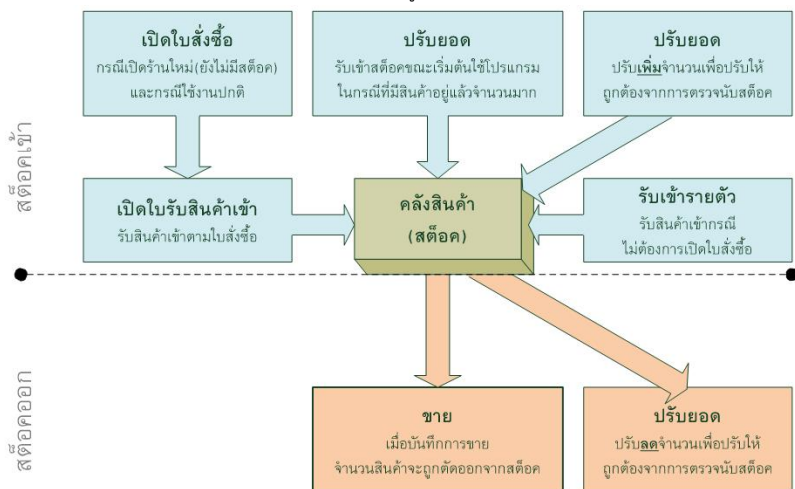 เปิดใบสั่งซื้อ
กรณีเปิดร้านใหม่(ยังไม่มีสต็อค)
และกรณีใช้งานปกติ
ปรับยอด
รับเข้าสต็อคขณะเริ่มต้นใช้โปรแกรม
ในกรณีที่มีสินค้าอยู่แล้วจำนวนมาก
ปรับยอด
ปรับเพิ่มจำนวนเพื่อปรับให้
ถูกต้องจากการตรวจนับสต็อค
สต็อคเข้า
เปิดใบรับสินค้าเข้า
รับสินค้าเข้าตามใบสั่งซื้อ
คลังสินค้า
(สต็อค)
รับเข้ารายตัว
รับสินค้าเข้ากรณี
ไม่ต้องการเปิดใบสั่งซื้อ
สต็อคออก
ขาย
เมื่อบันทึกการขาย
จำนวนสินค้าจะถูกตัดออกจากสต็อค
ปรับยอด
ปรับลดจำนวนเพื่อปรับให้
ถูกต้องจากการตรวจนับสต็อค